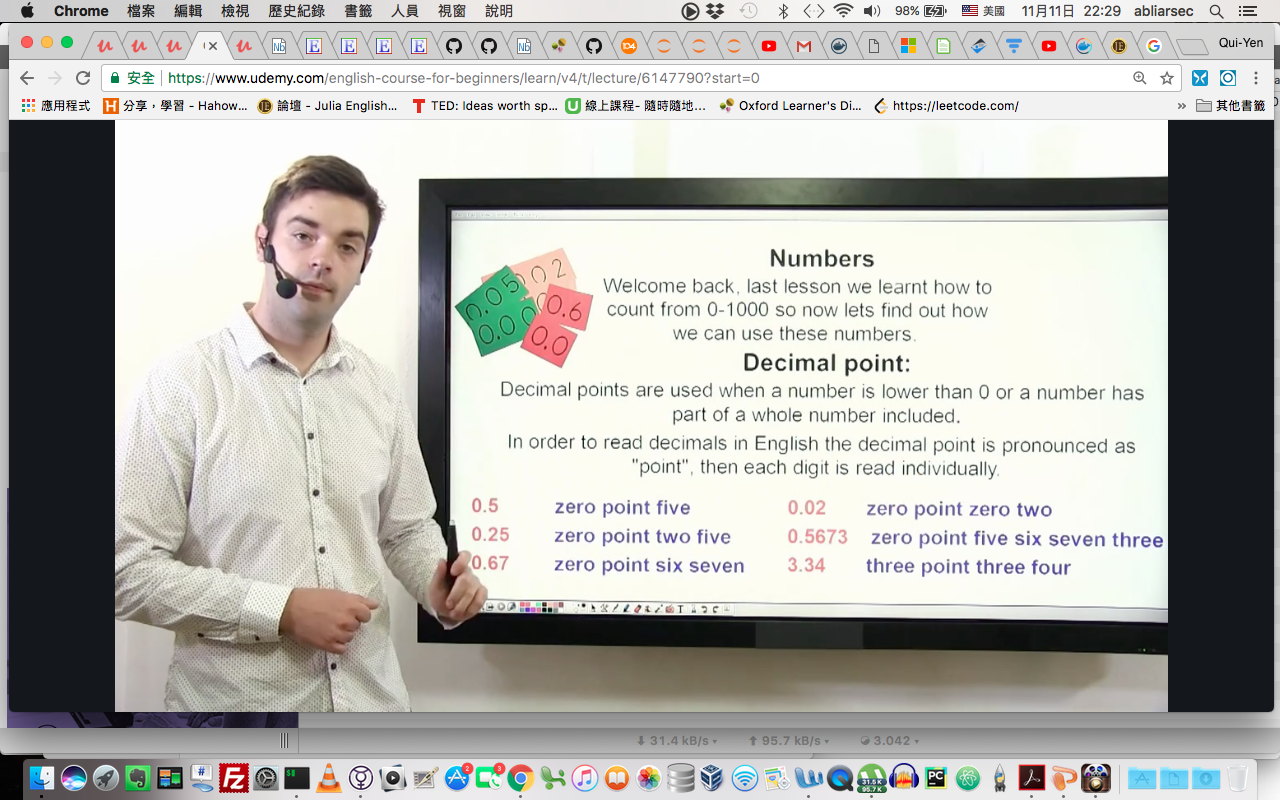 Chrome 檔案 編輯 檢視 歷史紀錄 書籤 人員 視窗 說明 98% 美國 11月11日 22:29 abliarsec
Qui-Yen
安全 https://www.udemy.com/english-course-for-beginners/learn/v4/t/lecture/6147790?start=0
應用程式 分享，學習 - Hahow... 論壇 - Julia English... TED: Ideas worth sp... 線上課程- 隨時隨地... Oxford Learner's Di... https://leetcode.com/ » 其他書籤
Numbers
Welcome back, last lesson we learnt how to
count from 0-1000 so now lets find out how
we can use these numbers.
0.05
0.00
002
0.6
0.0
Decimal point:
Decimal points are used when a number is lower than 0 or a number has
part of a whole number included.
In order to read decimals in English the decimal point is pronounced as
"point", then each digit is read individually.
0.5 zero point five 0.02 zero point zero two
0.25 zero point two five 0.5673 zero point five six seven three
0.67 zero point six seven 3.34 three point three four
31.4 kB/s 95.7 kB/s 3.042